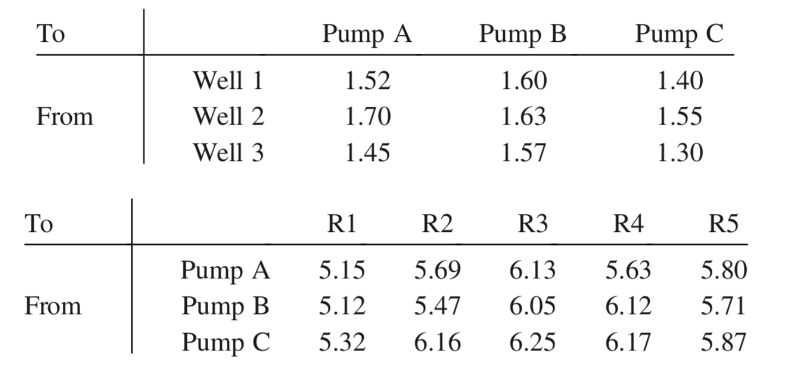 To Pump A Pump B Pump C
Well 1 1.52 1.60 1.40
From Well 2 1.70 1.63 1.55
Well 3 1.45 1.57 1.30
To R1 R2 R3 R4 R5
Pump A 5.15 5.69 6.13 5.63 5.80
From Pump B 5.12 5.47 6.05 6.12 5.71
Pump C 5.32 6.16 6.25 6.17 5.87